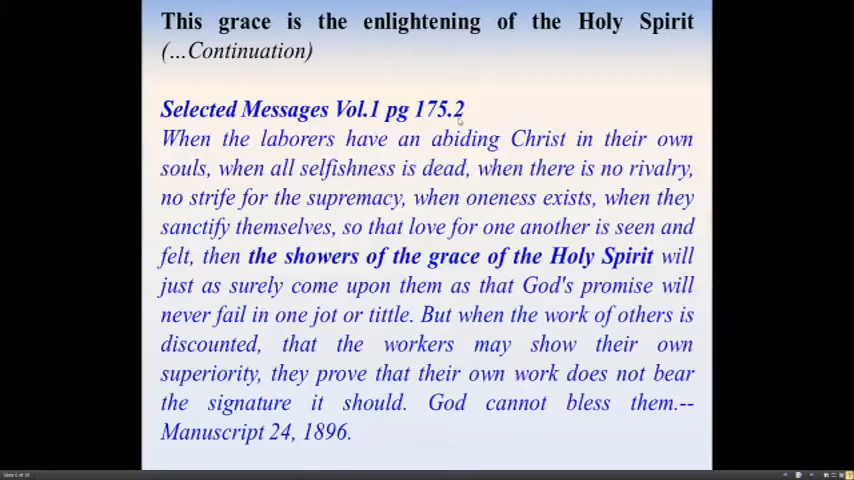 This grace is the enlightening of the Holy Spirit
(...Continuation)
Selected Messages Vol.1 pg 175.2
When the laborers have an abiding Christ in their own
souls, when all selfishness is dead, when there is no rivalry,
no strife for the supremacy, when oneness exists, when they
sanctify themselves, so that love for one another is seen and
felt, then the showers of the grace of the Holy Spirit will
just as surely come upon them as that God's promise will
never fail in one jot or tittle. But when the work of others is
discounted, that the workers may show their own
superiority, they prove that their own work does not bear
the signature it should. God cannot bless them.--
Manuscript 24, 1896.